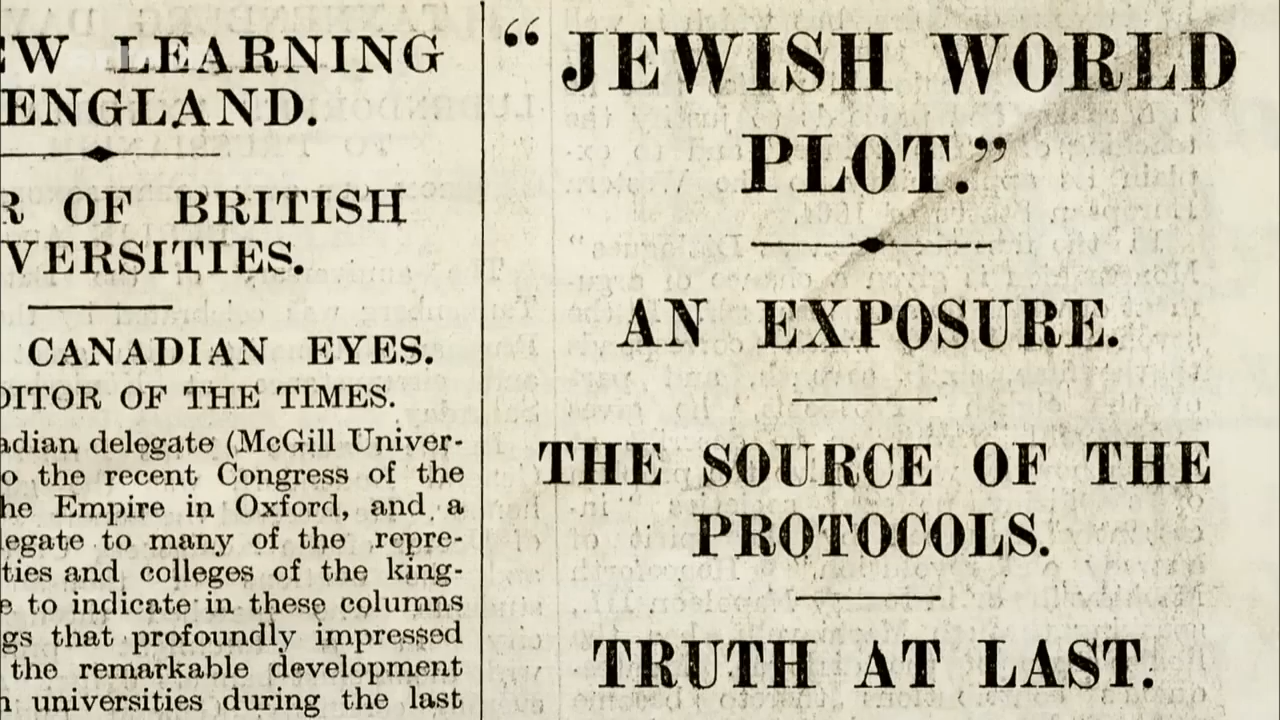 EW LEARNING
ENGLAND.
R OF BRITISH
VERSITIES.
CANADIAN EYES.
DITOR OF THE TIMES.
adian delegate (McGill Univer-
o the recent Congress of the
he Empire in Oxford, and a
legate to many of the repre-
ties and colleges of the king-
e to indicate in these columns
gs that profoundly impressed
the remarkable development
n universities during the last
“ JEWISH WORLD
PLOT.”
AN EXPOSURE.
THE SOURCE OF THE
PROTOCOLS.
TRUTH AT LAST.